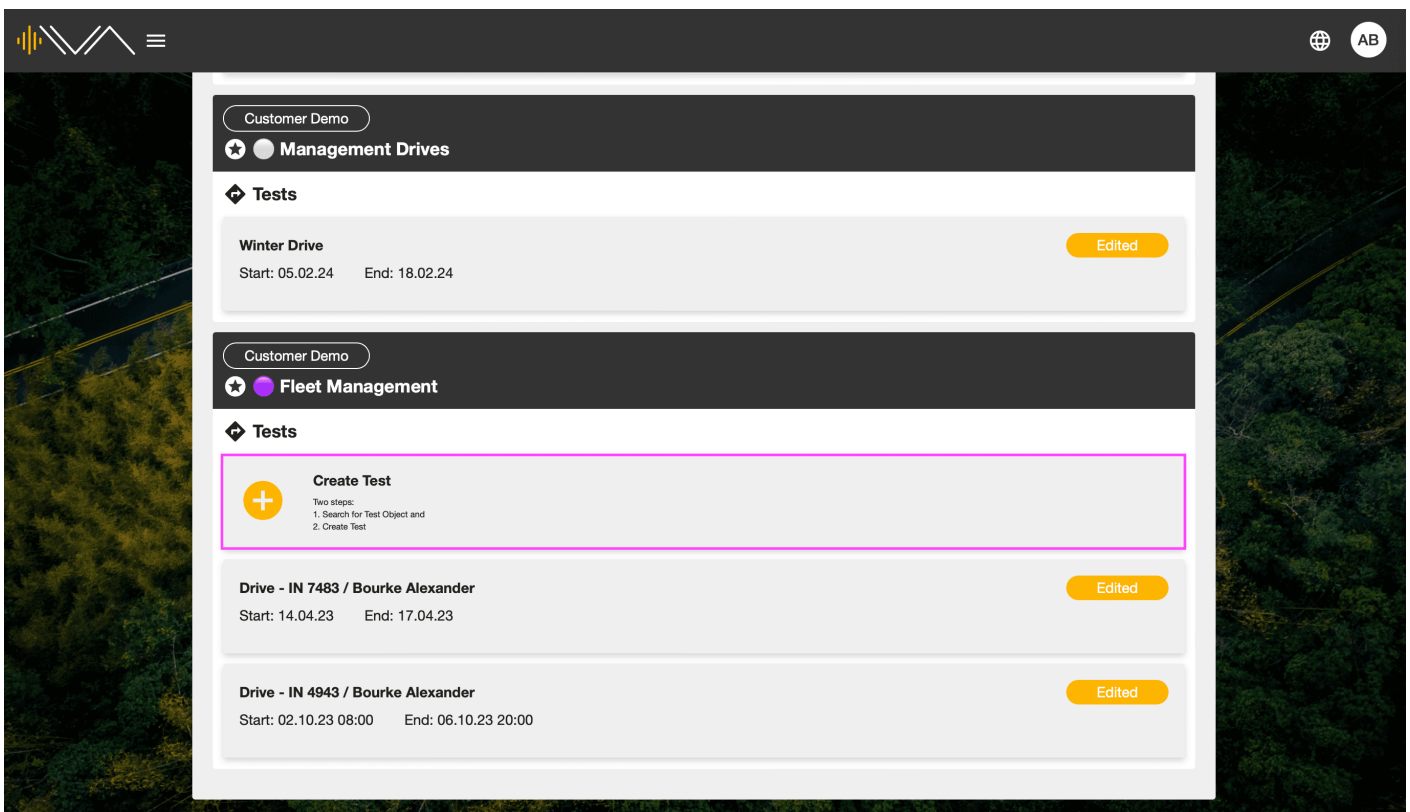 AB
Customer Demo
Management Drives
Tests
Winter Drive
Edited
Start: 05.02.24 End: 18.02.24
Customer Demo
Fleet Management
Tests
Create Test
Two steps:
1. Search for Test Object and
2. Create Test
Drive - IN 7483 / Bourke Alexander
Edited
Start: 14.04.23 End: 17.04.23
Drive - IN 4943 / Bourke Alexander
Edited
Start: 02.10.23 08:00 End: 06.10.23 20:00